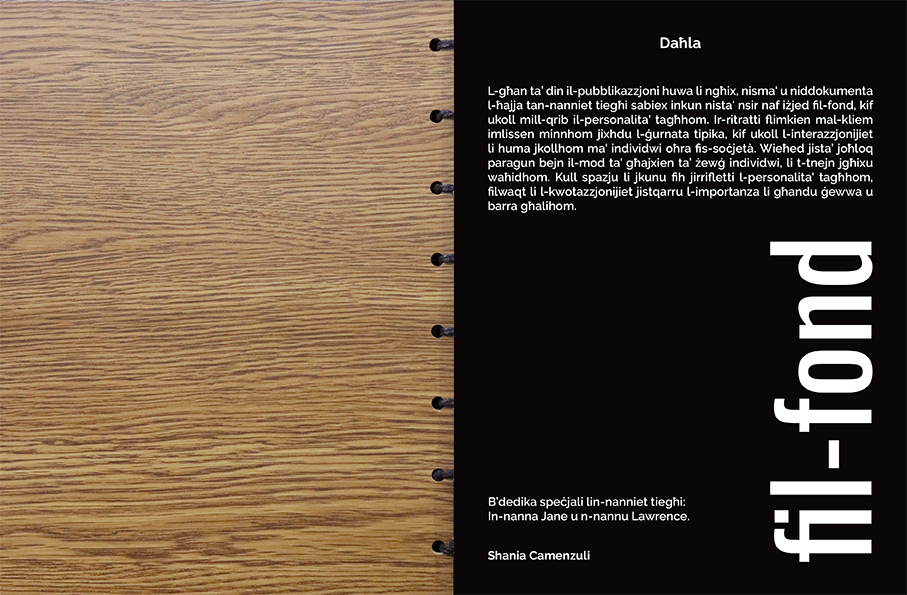 Daħla
L-għan ta' din il-pubblikazzjoni huwa li ngħix, nisma' u niddokumenta
l-ħajja tan-nanniet tiegħi sabiex inkun nista' nsir naf iżjed fil-fond, kif
ukoll mill-qrib il-personalita' tagħhom. Ir-ritratti flimkien mal-kliem
imlissen minnhom jixhdu l-ġurnata tipika, kif ukoll l-interazzjonijiet
li huma jkollhom ma' individwi oħra fis-soċjetà. Wieħed jista' joħloq
paragun bejn il-mod ta' għajxien ta' żewġ individwi, li t-tnejn jgħixu
waħidhom. Kull spazju li jkunu fih jirrifletti l-personalita' tagħhom,
filwaqt li l-kwotazzjonijiet jistqarru l-importanza li għandu ġewwa u
barra għalihom.
fil-fond
B'dedika speċjali lin-nanniet tiegħi:
In-nanna Jane u n-nannu Lawrence.
Shania Camenzuli